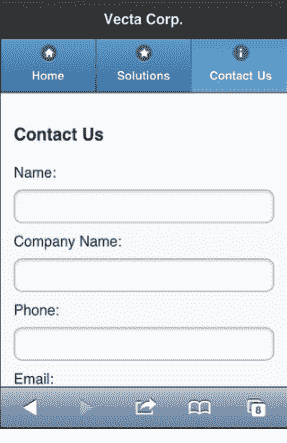 Vecta Corp.
Home Solutions Contact Us
Contact Us
Name:
Company Name:
Phone:
Email:
8